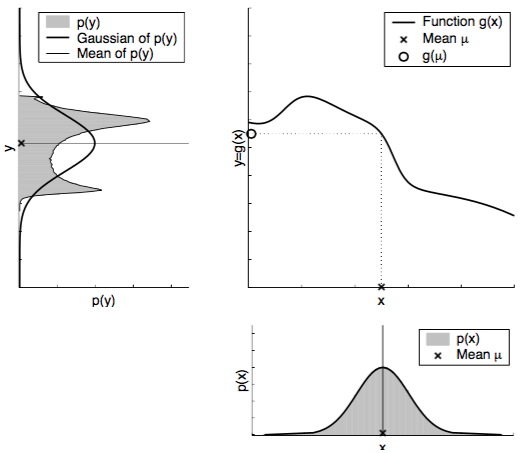 p(y)
Gaussian of p(y)
Mean of p(y)
y
p(y)
Function g(x)
Mean μ
g(μ)
y=g(x)
x
p(x)
Mean μ
p(x)
x